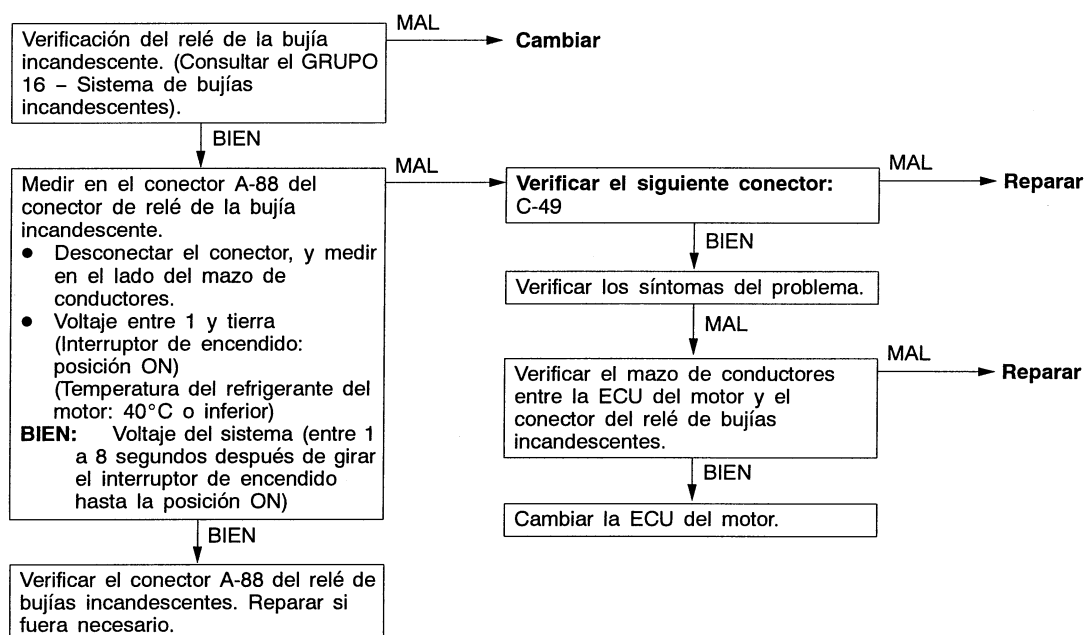 Verificación del relé de la bujía
incandescente. (Consultar el GRUPO
16 – Sistema de bujías
incandescentes).
MAL
Cambiar
BIEN
Medir en el conector A-88 del
conector de relé de la bujía
incandescente.
● Desconectar el conector, y medir
en el lado del mazo de
conductores.
● Voltaje entre 1 y tierra
(Interruptor de encendido:
posición ON)
(Temperatura del refrigerante del
motor: 40°C o inferior)
BIEN: Voltaje del sistema (entre 1
a 8 segundos después de girar
el interruptor de encendido
hasta la posición ON)
MAL
Verificar el siguiente conector:
C-49
MAL
Reparar
BIEN
Verificar los síntomas del problema.
MAL
Verificar el mazo de conductores
entre la ECU del motor y el
conector del relé de bujías
incandescentes.
MAL
Reparar
BIEN
Cambiar la ECU del motor.
BIEN
Verificar el conector A-88 del relé de
bujías incandescentes. Reparar si
fuera necesario.